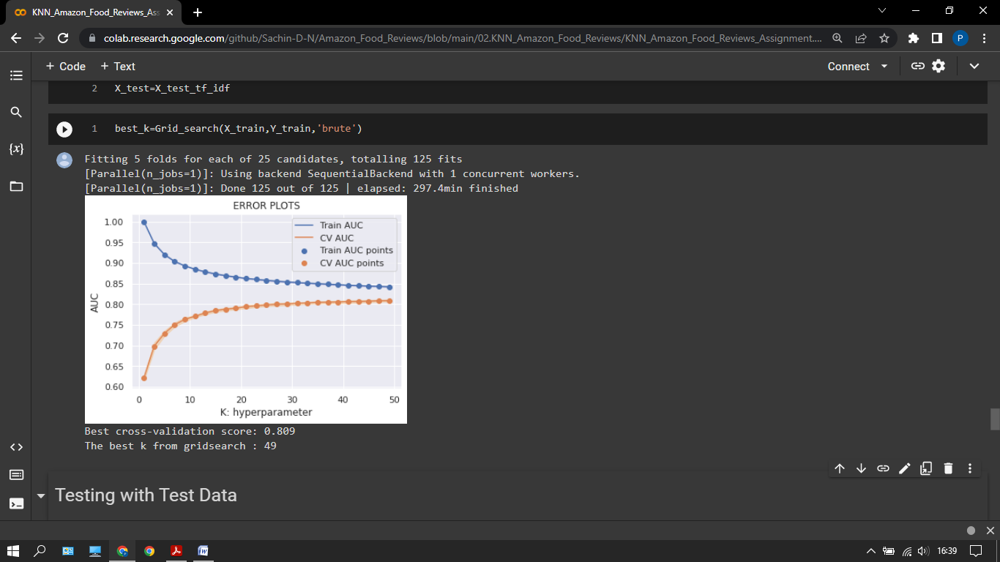 KNN_Amazon_Food_Reviews_Ass
colab.research.google.com/github/Sachin-D-N/Amazon_Food_Reviews/blob/main/02.KNN_Amazon_Food_Reviews/KNN_Amazon_Food_Reviews_Assignment....
P
+ Code + Text Connect
2 X_test=X_test_tf_idf
1 best_k=Grid_search(X_train,Y_train,'brute')
{x}
Fitting 5 folds for each of 25 candidates, totalling 125 fits
[Parallel(n_jobs=1)]: Using backend SequentialBackend with 1 concurrent workers.
[Parallel(n_jobs=1)]: Done 125 out of 125 | elapsed: 297.4min finished
ERROR PLOTS
Train AUC
CV AUC
Train AUC points
CV AUC points
1.00
0.95
0.90
0.85
0.80
0.75
0.70
0.65
0.60
AUC
0 10 20 30 40 50
K: hyperparameter
Best cross-validation score: 0.809
The best k from gridsearch : 49
Testing with Test Data
16:39